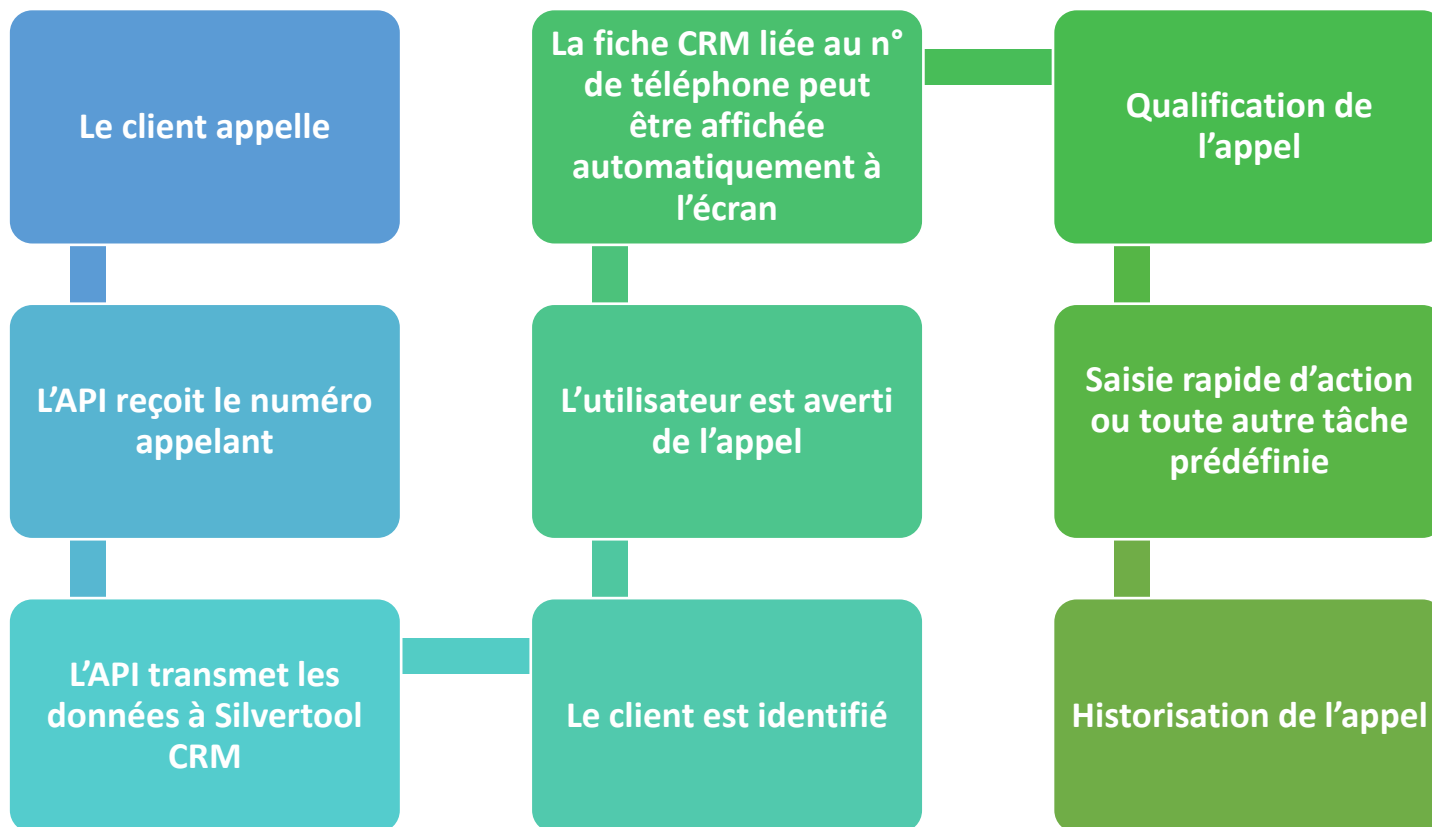 Le client appelle
L’API reçoit le numéro
appelant
L’API transmet les
données à Silvertool
CRM
Le client est identifié
L’utilisateur est averti
de l’appel
La fiche CRM liée au n°
de téléphone peut
être affichée
automatiquement à
l’écran
Qualification de
l’appel
Saisie rapide d’action
ou toute autre tâche
prédéfinie
Historisation de l’appel